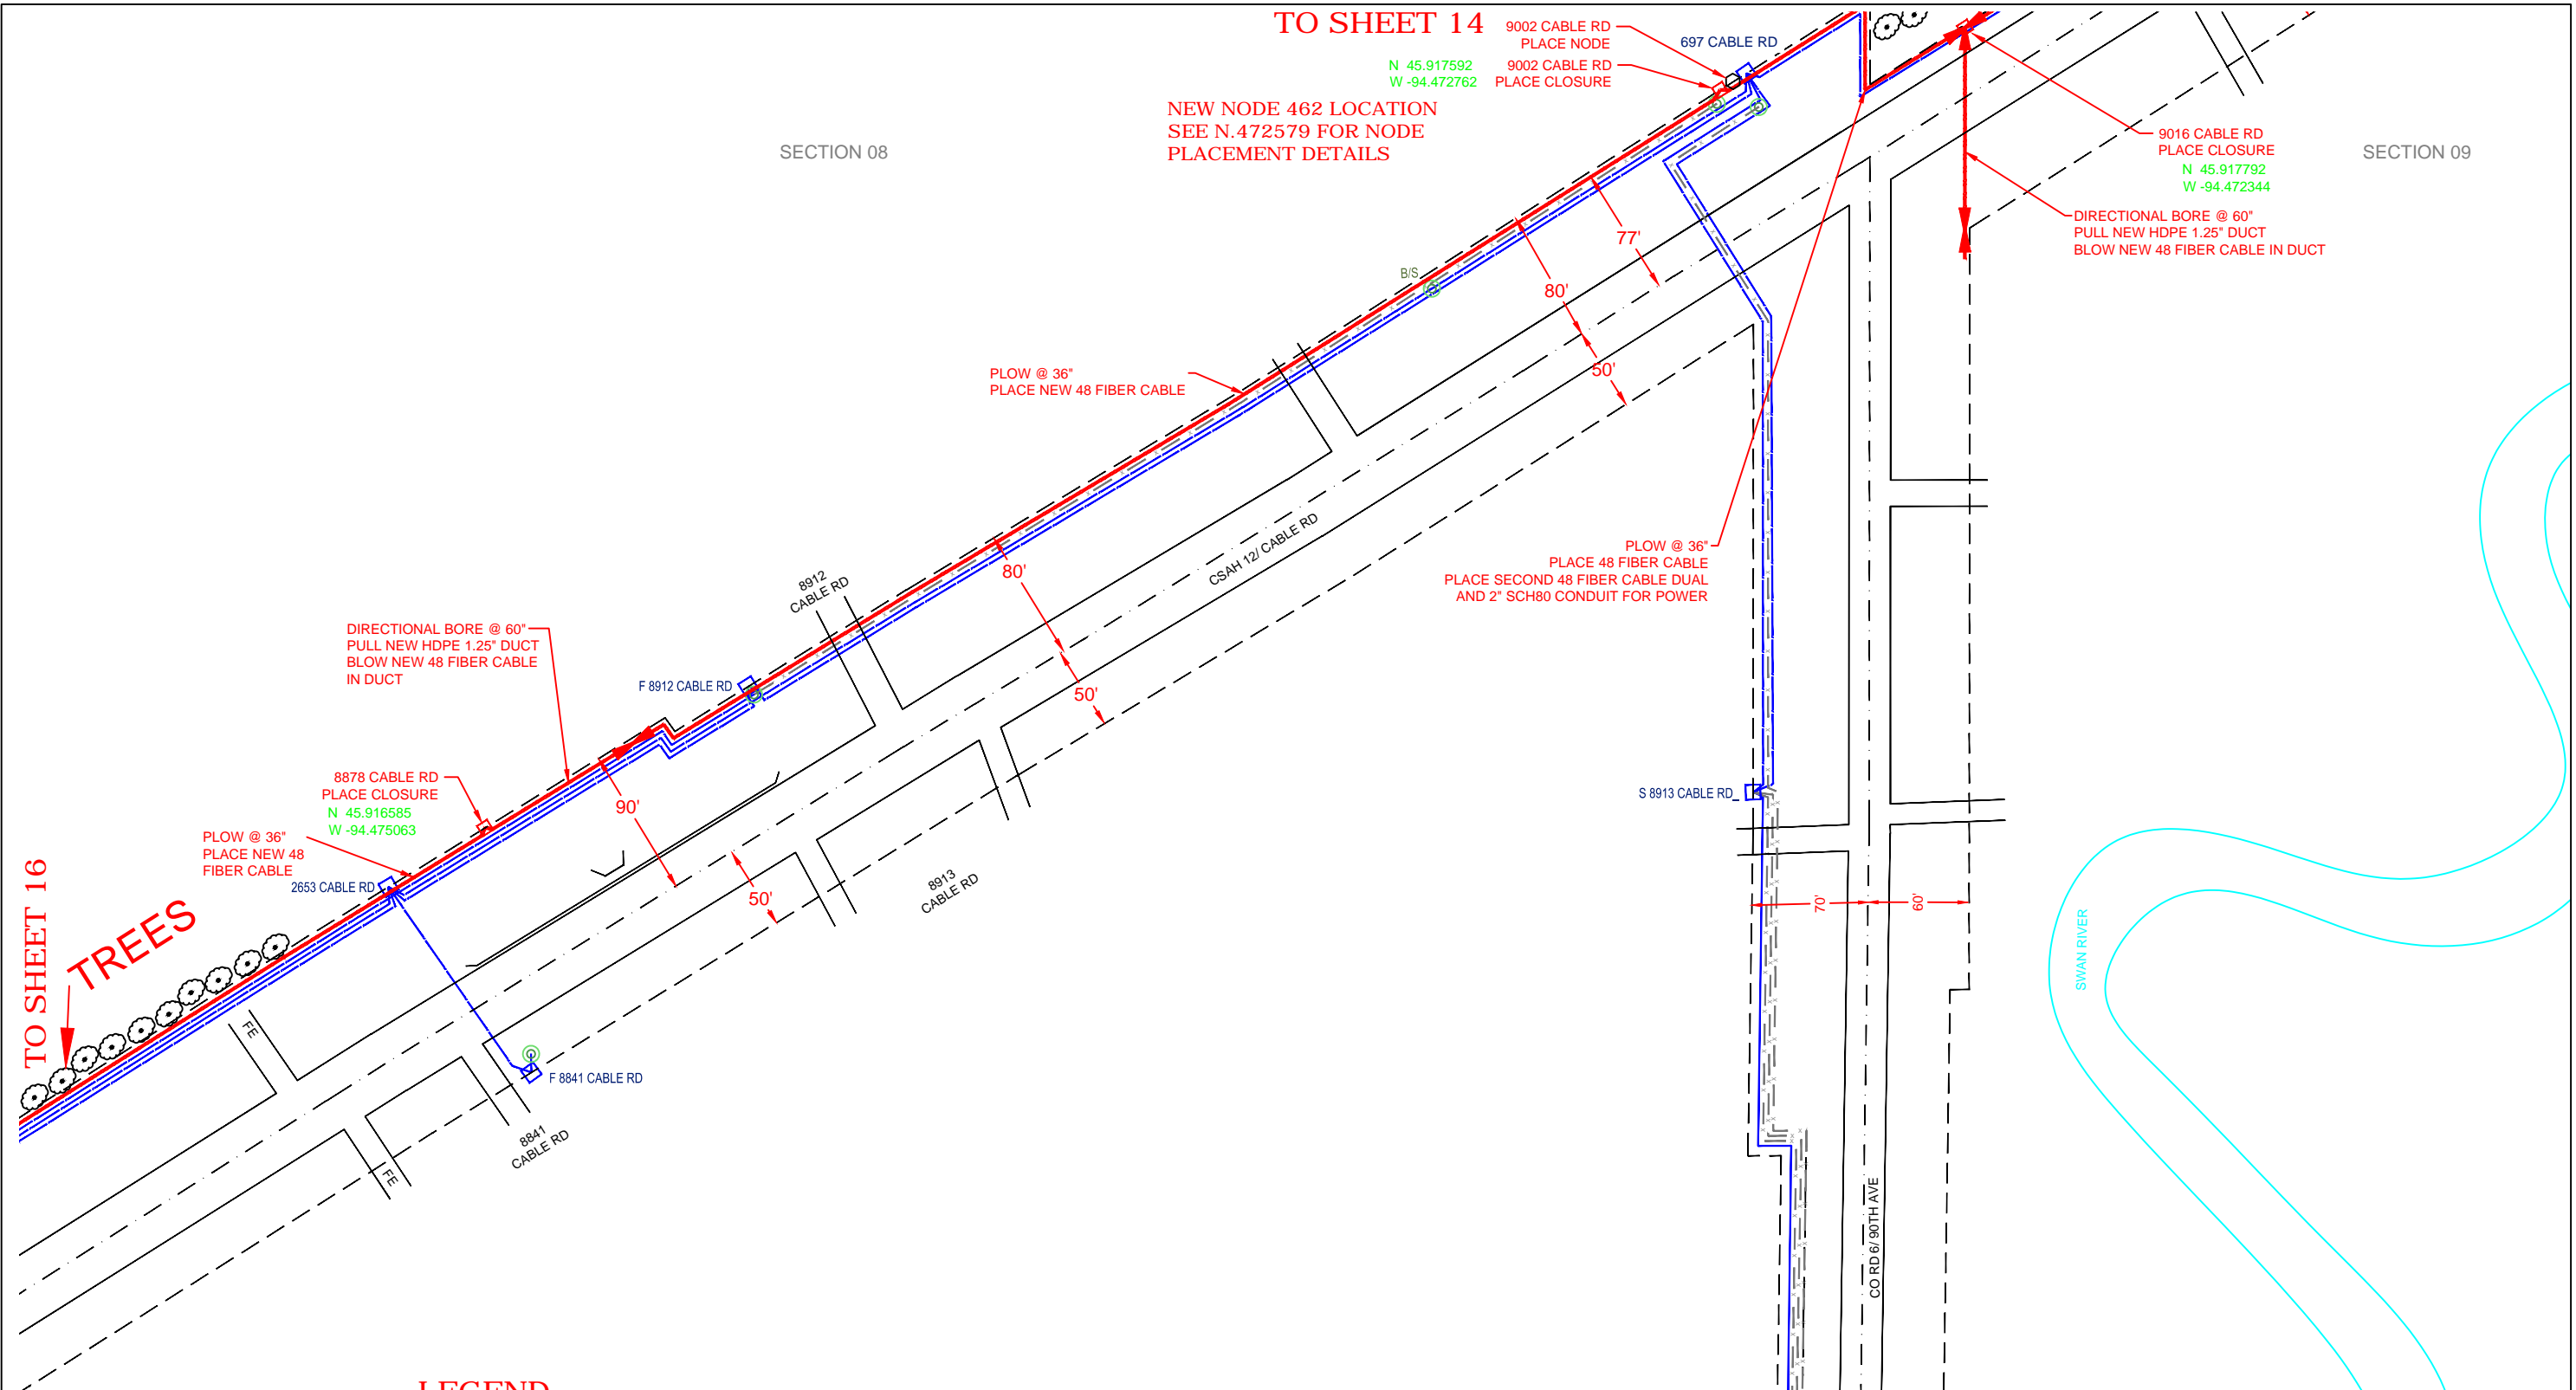 TO SHEET 14
9002 CABLE RD
PLACE NODE
697 CABLE RD
N 45.917592
W -94.472762
9002 CABLE RD
PLACE CLOSURE
NEW NODE 462 LOCATION
SEE N.472579 FOR NODE
PLACEMENT DETAILS
SECTION 08
9016 CABLE RD
PLACE CLOSURE
N 45.917792
W -94.472344
SECTION 09
DIRECTIONAL BORE @ 60"
PULL NEW HDPE 1.25" DUCT
BLOW NEW 48 FIBER CABLE IN DUCT
77'
B/S
80'
50'
PLOW @ 36"
PLACE NEW 48 FIBER CABLE
CSAH 12/ CABLE RD
PLOW @ 36"
PLACE 48 FIBER CABLE
PLACE SECOND 48 FIBER CABLE DUAL
AND 2" SCH80 CONDUIT FOR POWER
8912
CABLE RD
80'
50'
DIRECTIONAL BORE @ 60"
PULL NEW HDPE 1.25" DUCT
BLOW NEW 48 FIBER CABLE
IN DUCT
F 8912 CABLE RD
8878 CABLE RD
PLACE CLOSURE
N 45.916585
W -94.475063
90'
50'
S 8913 CABLE RD_
PLOW @ 36"
PLACE NEW 48
FIBER CABLE
2653 CABLE RD
8913
CABLE RD
70'
60'
SWAN RIVER
TO SHEET 16
TREES
FE
F 8841 CABLE RD
8841
CABLE RD
FE
CO RD 6/ 90TH AVE
LEGEND